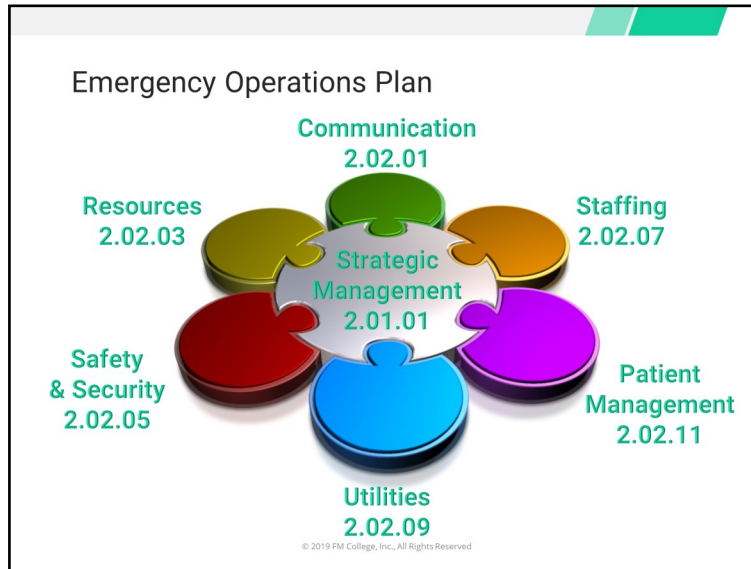 Emergency Operations Plan
Communication
2.02.01
Resources
2.02.03
Staffing
2.02.07
Strategic
Management
2.01.01
Safety
& Security
2.02.05
Patient
Management
2.02.11
Utilities
2.02.09
© 2019 FM College, Inc., All Rights Reserved